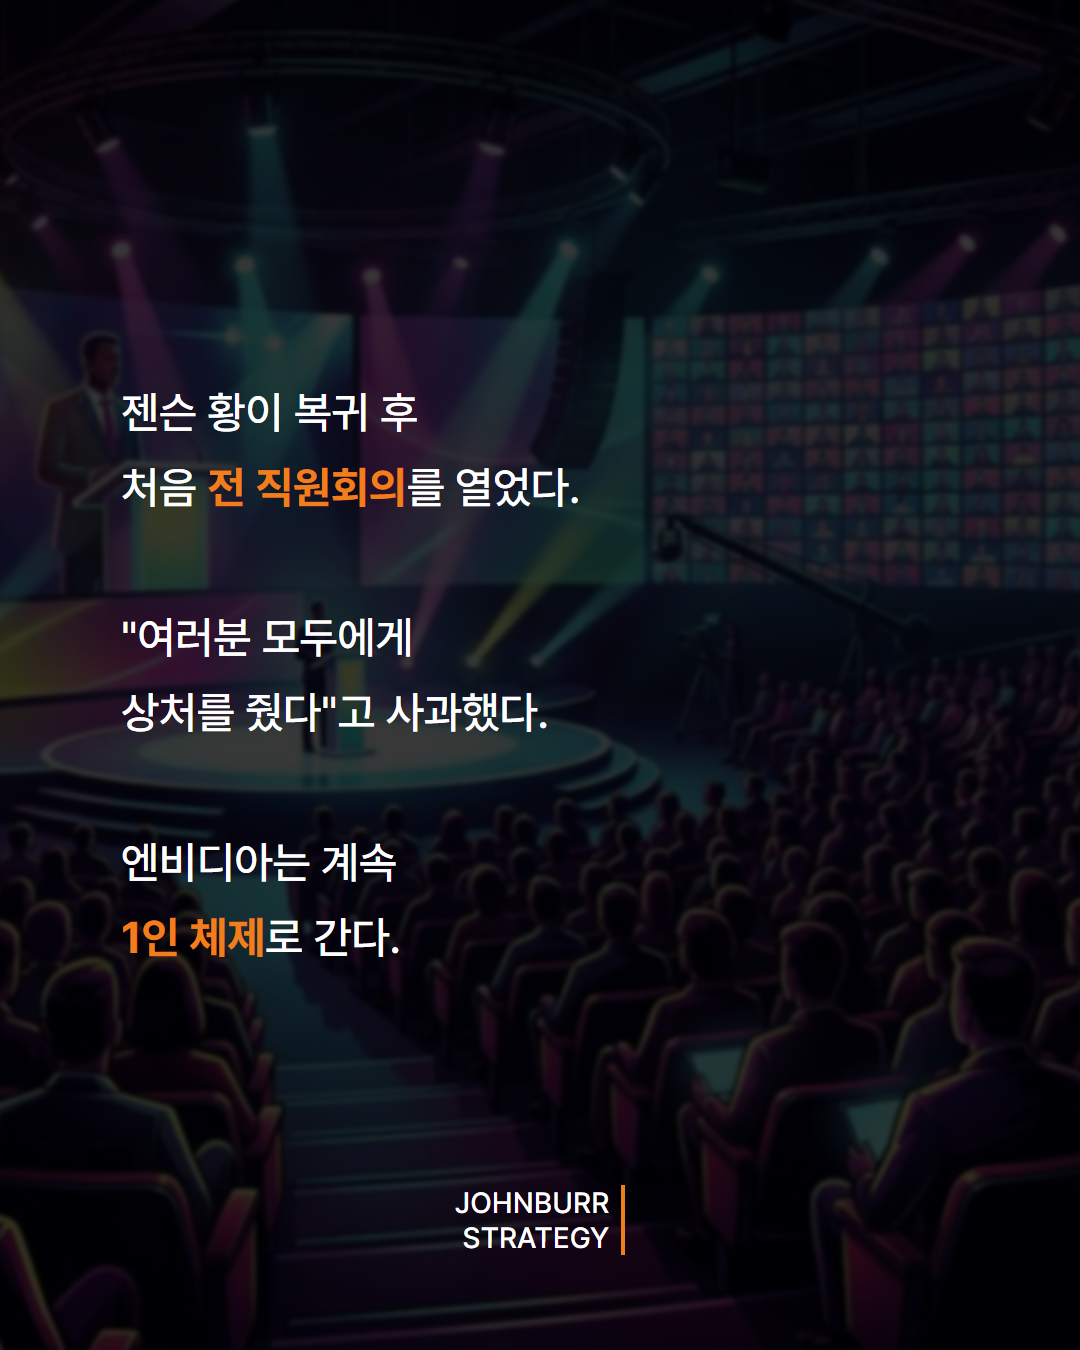 젠슨 황이 복귀 후
처음 전 직원회의를 열었다.
"여러분 모두에게
상처를 줬다"고 사과했다.
엔비디아는 계속
1인 체제로 간다.
JOHNBURR
STRATEGY